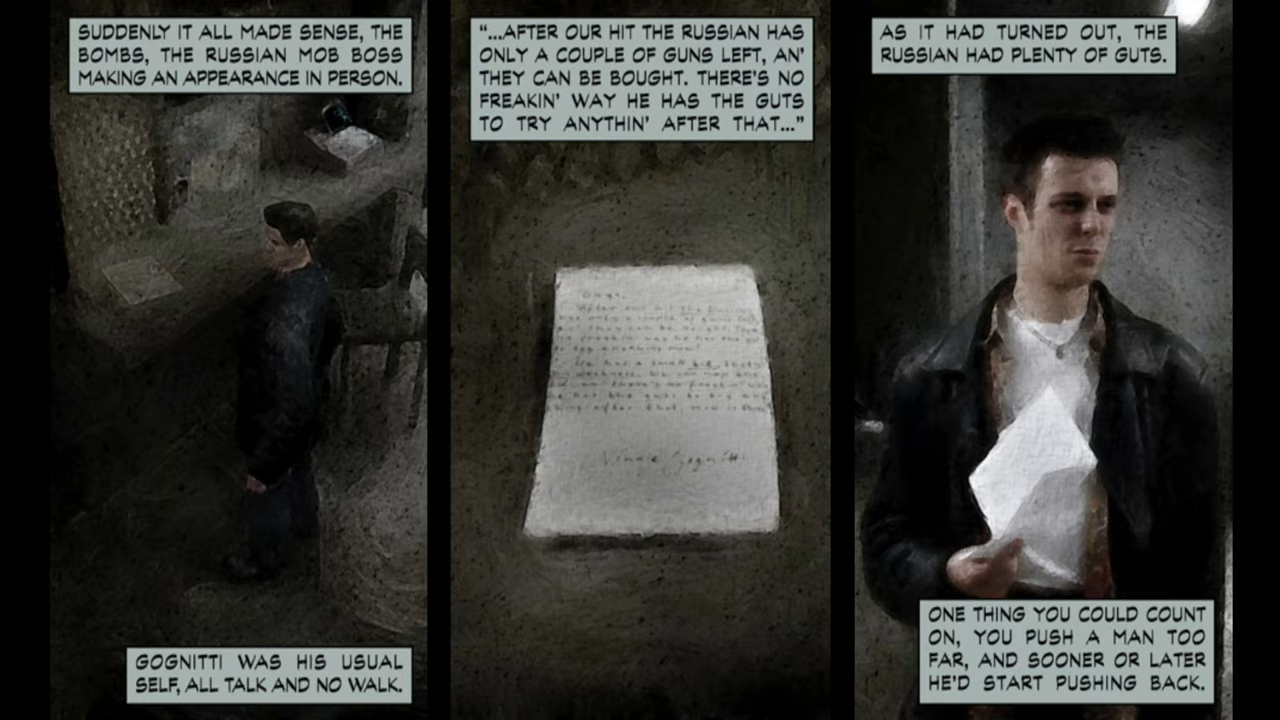 SUDDENLY IT ALL MADE SENSE, THE
BOMBS, THE RUSSIAN MOB BOSS
MAKING AN APPEARANCE IN PERSON.
GOGNITTI WAS HIS USUAL
SELF, ALL TALK AND NO WALK.
“...AFTER OUR HIT THE RUSSIAN HAS
ONLY A COUPLE OF GUNS LEFT, AN’
THEY CAN BE BOUGHT. THERE’S NO
FREAKIN’ WAY HE HAS THE GUTS
TO TRY ANYTHIN’ AFTER THAT...”
Vinnie Gognitti
AS IT HAD TURNED OUT, THE
RUSSIAN HAD PLENTY OF GUTS.
ONE THING YOU COULD COUNT
ON, YOU PUSH A MAN TOO
FAR, AND SOONER OR LATER
HE’D START PUSHING BACK.